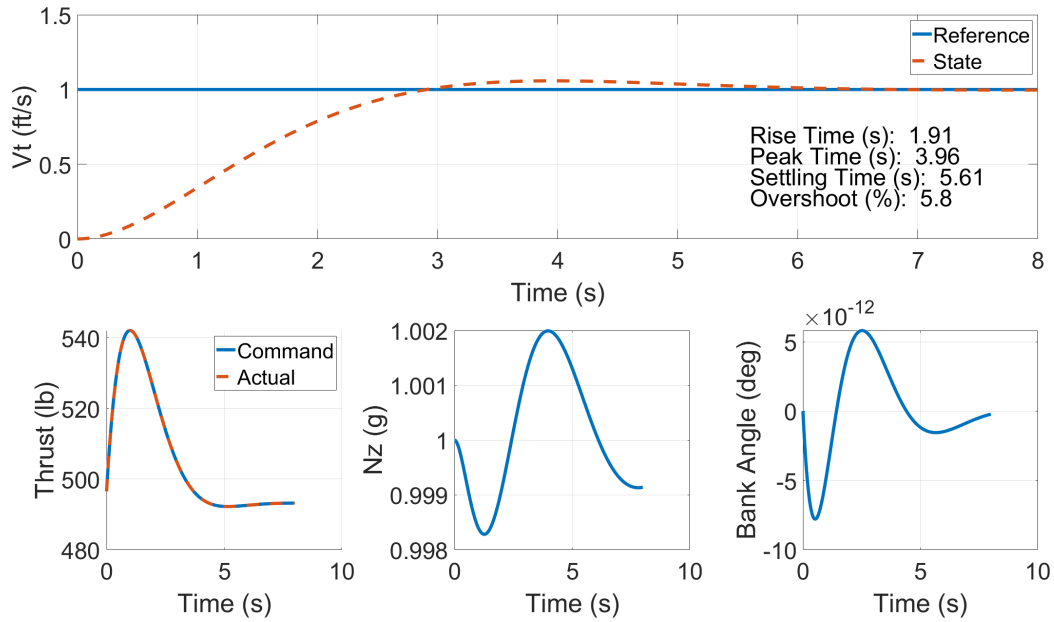 1.5
1
0.5
0
Vt (ft/s)
Reference
State
Rise Time (s): 1.91
Peak Time (s): 3.96
Settling Time (s): 5.61
Overshoot (%): 5.8
0 1 2 3 4 5 6 7 8
Time (s)
540
520
500
480
Thrust (lb)
Command
Actual
0 5 10
Time (s)
1.002
1.001
1
0.999
0.998
Nz (g)
0 5 10
Time (s)
×10⁻¹²
5
0
-5
-10
Bank Angle (deg)
0 5 10
Time (s)